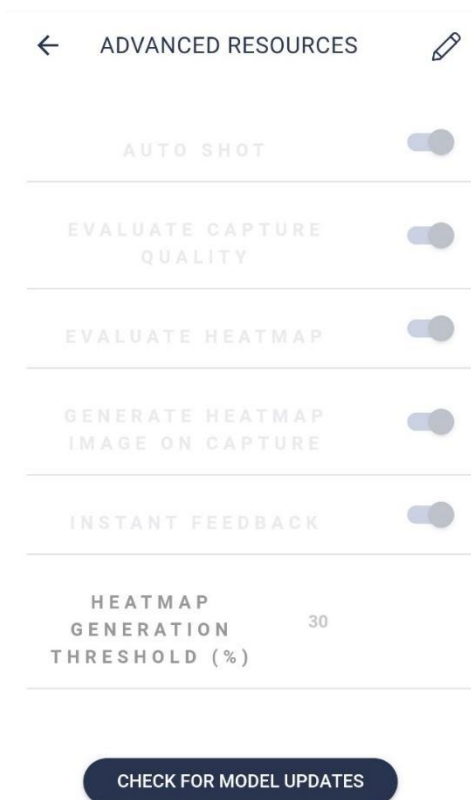 ADVANCED RESOURCES
AUTO SHOT
EVALUATE CAPTURE
QUALITY
EVALUATE HEATMAP
GENERATE HEATMAP
IMAGE ON CAPTURE
INSTANT FEEDBACK
HEATMAP
GENERATION
THRESHOLD (%)
30
CHECK FOR MODEL UPDATES